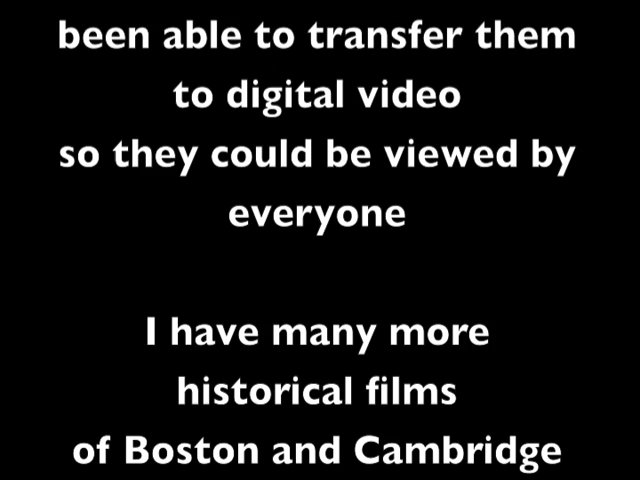 been able to transfer them
to digital video
so they could be viewed by
everyone
I have many more
historical films
of Boston and Cambridge